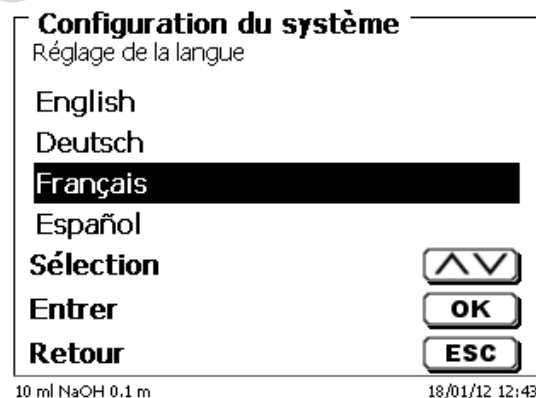 Configuration du système
Réglage de la langue
English
Deutsch
Français
Español
Sélection
Entrer OK
Retour ESC
10 ml NaOH 0.1 m 18/01/12 12:43